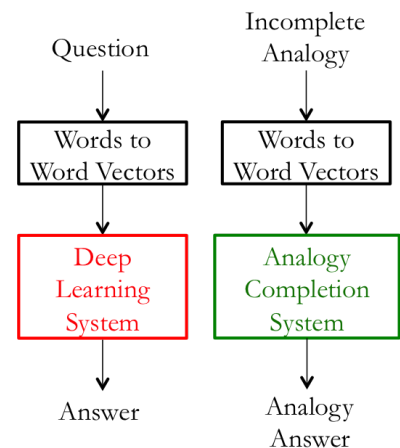 Question
Words to
Word Vectors
Deep
Learning
System
Answer
Incomplete
Analogy
Words to
Word Vectors
Analogy
Completion
System
Analogy
Answer